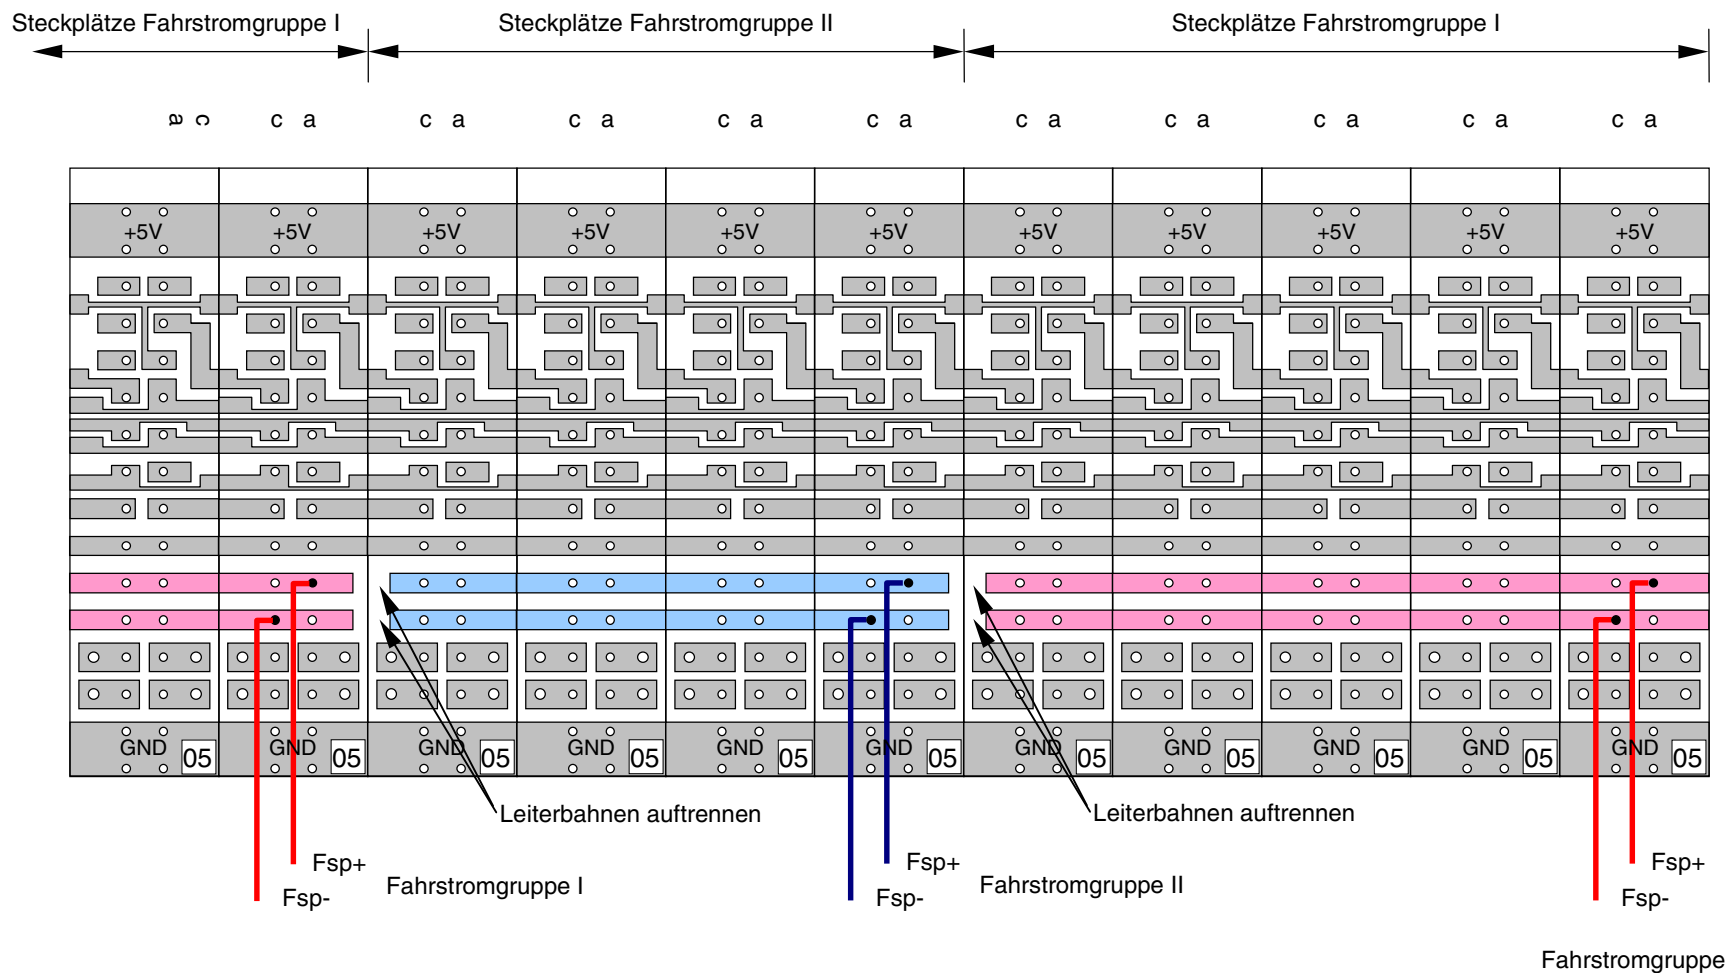 Steckplätze Fahrstromgruppe I Steckplätze Fahrstromgruppe II Steckplätze Fahrstromgruppe I
a c c a c a c a c a c a c a c a c a c a c a
+5V +5V +5V +5V +5V +5V +5V +5V +5V +5V +5V
GND 05 GND 05 GND 05 GND 05 GND 05 GND 05 GND 05 GND 05 GND 05 GND 05 GND 05
Leiterbahnen auftrennen Leiterbahnen auftrennen
Fsp+ Fsp+ Fsp+
Fahrstromgruppe I Fahrstromgruppe II
Fsp- Fsp- Fsp-
Fahrstromgruppe